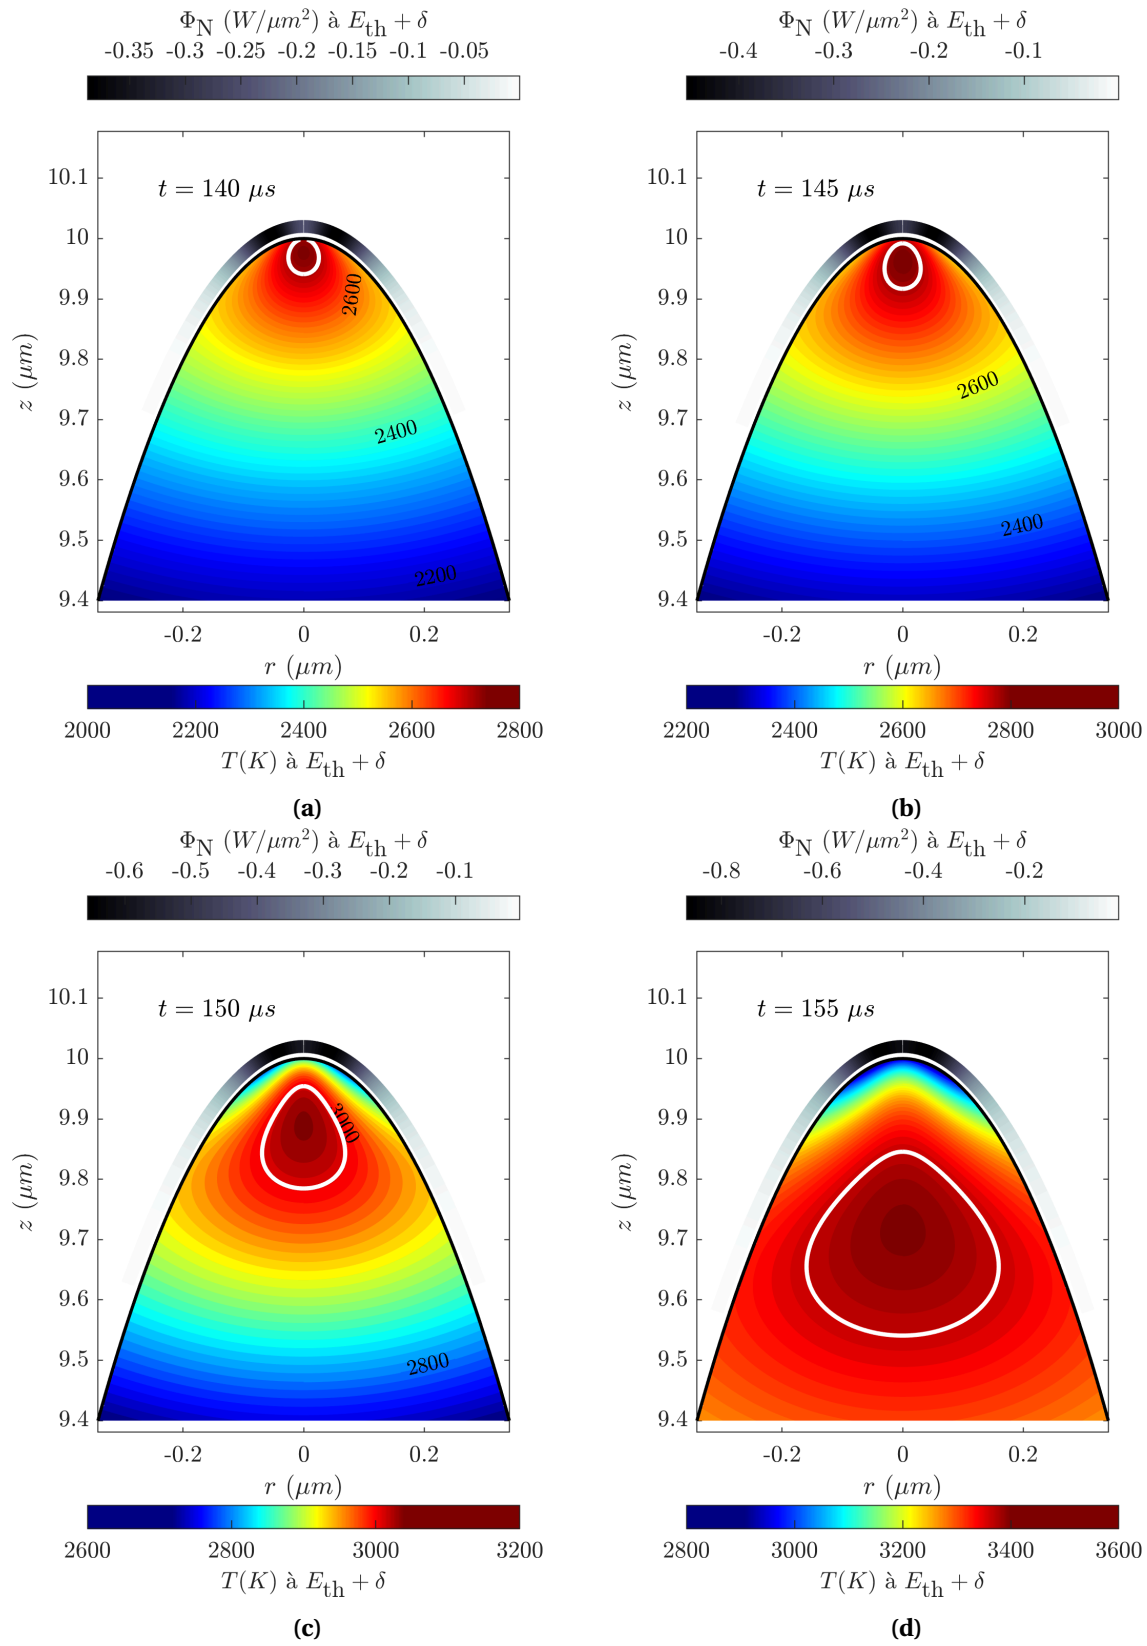 Φ_N (W/μm²) à E_th + δ
-0.35 -0.3 -0.25 -0.2 -0.15 -0.1 -0.05
t = 140 μs
10.1
10
9.9
9.8
9.7
9.6
9.5
9.4
z (μm)
2600
2400
2200
-0.2 0 0.2
r (μm)
2000 2200 2400 2600 2800
T(K) à E_th + δ
(a)
Φ_N (W/μm²) à E_th + δ
-0.4 -0.3 -0.2 -0.1
t = 145 μs
10.1
10
9.9
9.8
9.7
9.6
9.5
9.4
z (μm)
2600
2400
-0.2 0 0.2
r (μm)
2200 2400 2600 2800 3000
T(K) à E_th + δ
(b)
Φ_N (W/μm²) à E_th + δ
-0.6 -0.5 -0.4 -0.3 -0.2 -0.1
t = 150 μs
10.1
10
9.9
9.8
9.7
9.6
9.5
9.4
z (μm)
3000
2800
-0.2 0 0.2
r (μm)
2600 2800 3000 3200
T(K) à E_th + δ
(c)
Φ_N (W/μm²) à E_th + δ
-0.8 -0.6 -0.4 -0.2
t = 155 μs
10.1
10
9.9
9.8
9.7
9.6
9.5
9.4
z (μm)
-0.2 0 0.2
r (μm)
2800 3000 3200 3400 3600
T(K) à E_th + δ
(d)